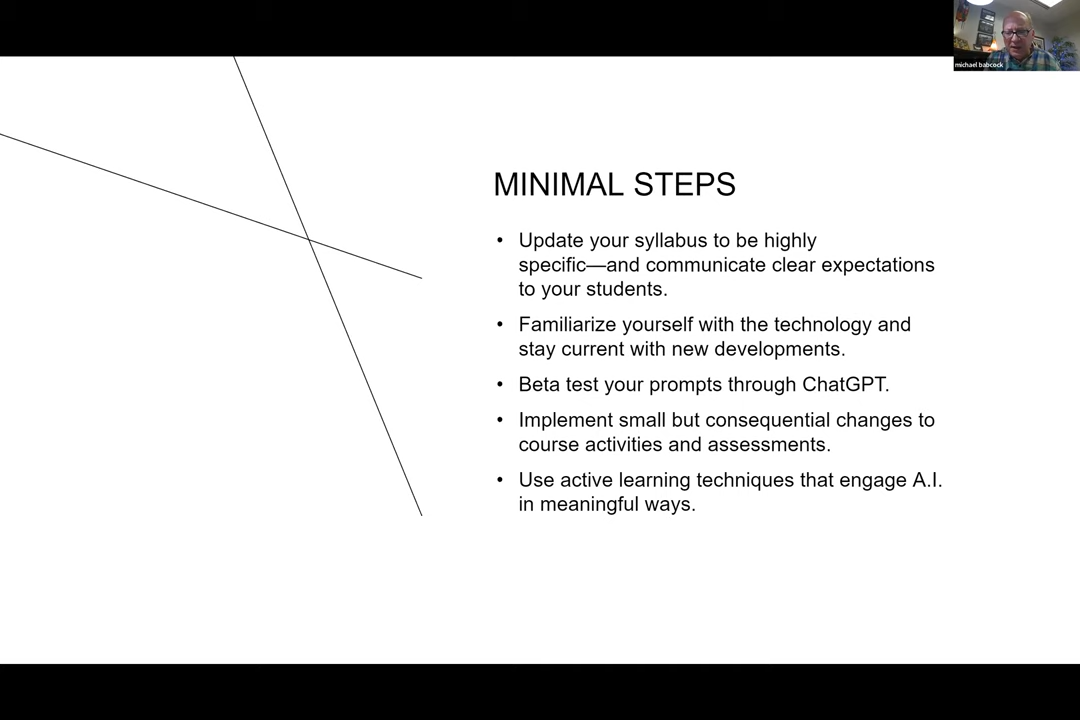 michael babcock
MINIMAL STEPS
• Update your syllabus to be highly
specific—and communicate clear expectations
to your students.
• Familiarize yourself with the technology and
stay current with new developments.
• Beta test your prompts through ChatGPT.
• Implement small but consequential changes to
course activities and assessments.
• Use active learning techniques that engage A.I.
in meaningful ways.